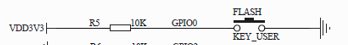 FLASH
VDD3V3 R5 10K GPIO0
KEY_USER